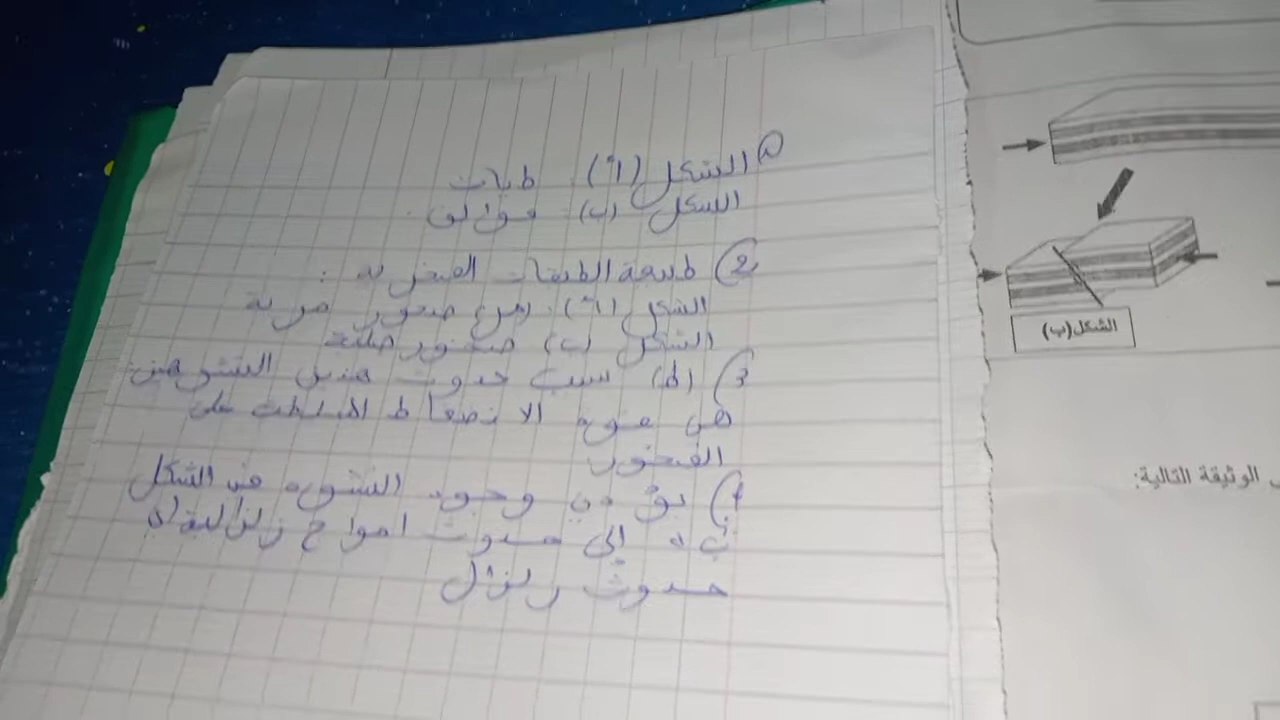 1) الشكل (أ) طيات
الشكل (ب) فوالق.
2) طبيعة الطبقات الصخرية :
الشكل (أ). صخور مرنة
الشكل (ب) صخور صلبة
3) سبب حدوث هذين التشوهين:
هي قوة الانضغاط المسلطة على
الصخور
4) يؤدي وجود التشوه في الشكل
ب إلى حدوث امواج زلزالية اي
حدوث زلزال
الشكل (ب)
الوثيقة التالية: